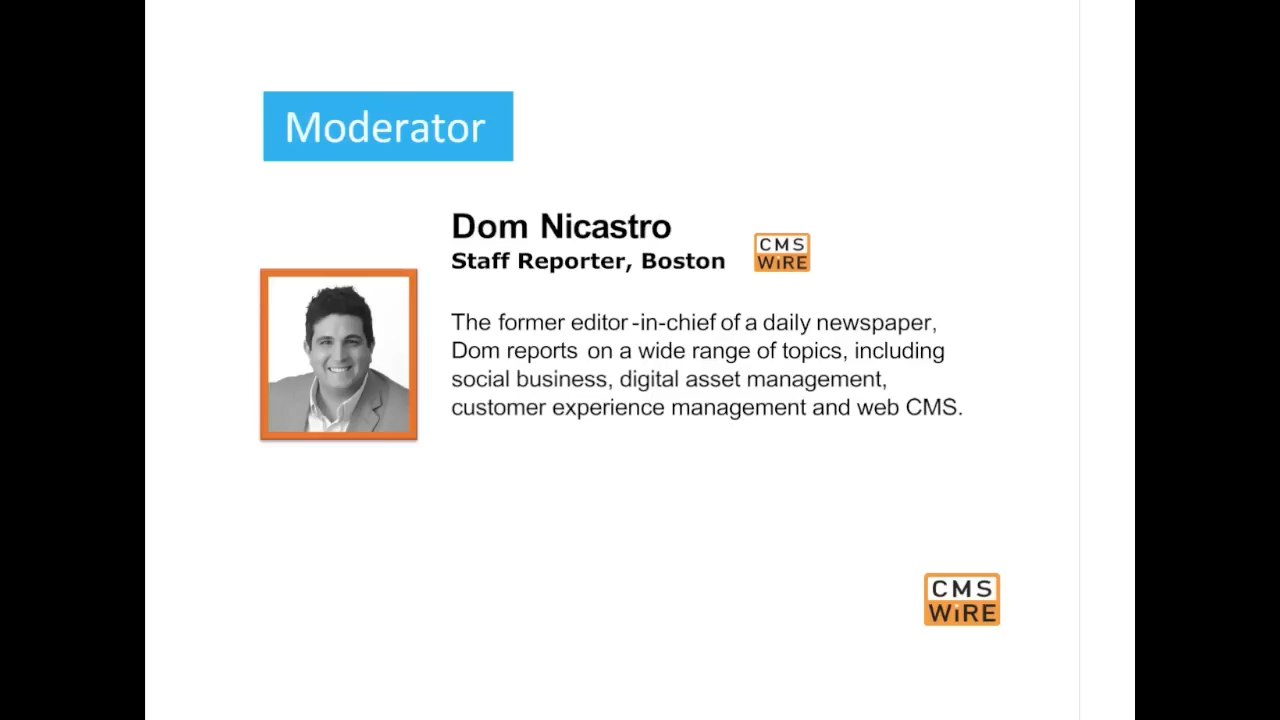 Moderator
Dom Nicastro
Staff Reporter, Boston
CMS
WiRE
The former editor-in-chief of a daily newspaper,
Dom reports on a wide range of topics, including
social business, digital asset management,
customer experience management and web CMS.
CMS
WiRE